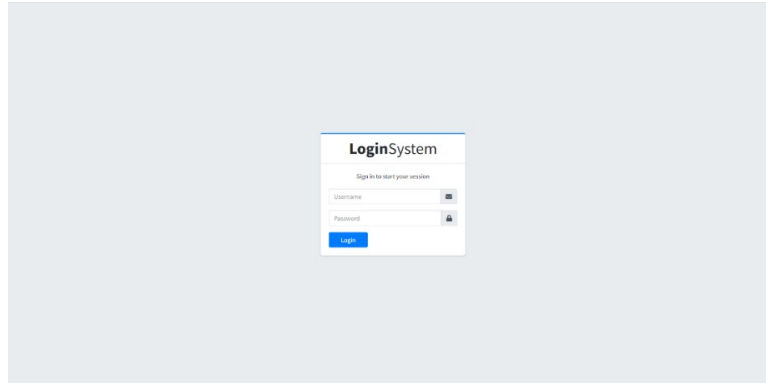 LoginSystem
Sign in to start your session
Username
Password
Login